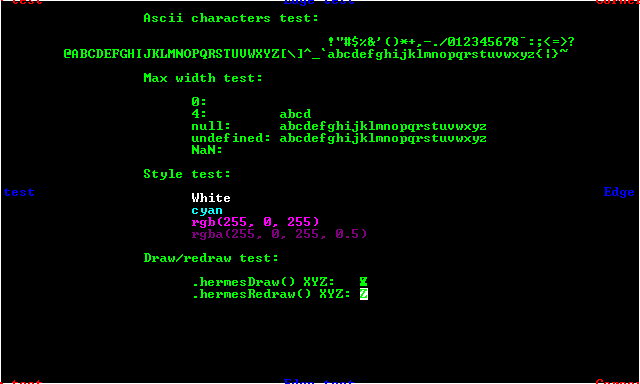 Ascii characters test:
!"#$%&'()*+,-./0123456789:;<=>?
@ABCDEFGHIJKLMNOPQRSTUVWXYZ[\]^_`abcdefghijklmnopqrstuvwxyz{|}~
Max width test:
0:
4: abcd
null: abcdefghijklmnopqrstuvwxyz
undefined: abcdefghijklmnopqrstuvwxyz
NaN:
Style test:
test
White
Edge
cyan
rgb(255, 0, 255)
rgba(255, 0, 255, 0.5)
Draw/redraw test:
.hermesDraw() XYZ:
.hermesRedraw() XYZ: Z